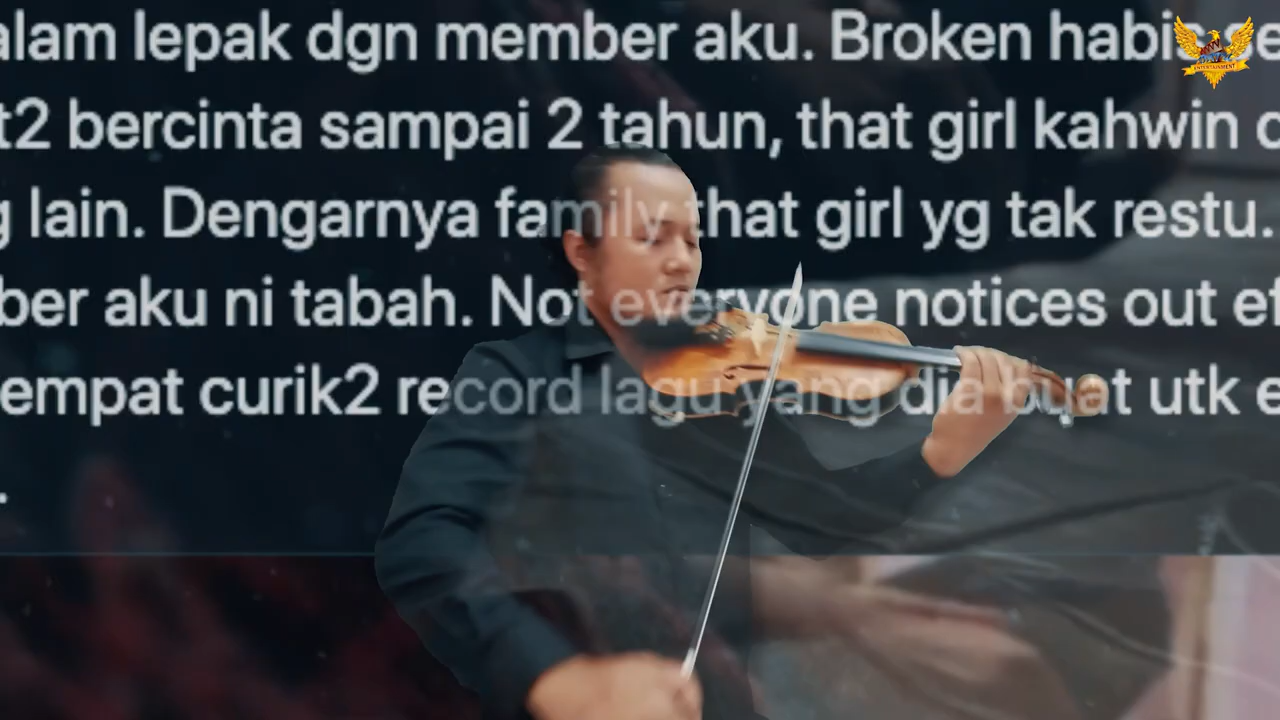 alam lepak dgn member aku. Broken habis se
t2 bercinta sampai 2 tahun, that girl kahwin
g lain. Dengarnya family that girl yg tak restu.
ber aku ni tabah. Not everyone notices out
empat curik2 record lagu yang dia buat utk
.
ENTERTAINMENT